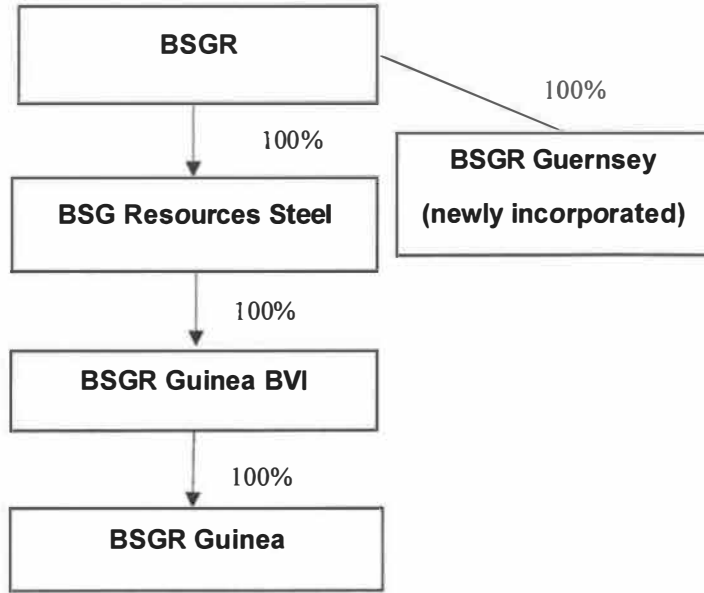 BSGR
100%
100%
BSGR Guernsey
(newly incorporated)
BSG Resources Steel
100%
BSGR Guinea BVI
100%
BSGR Guinea